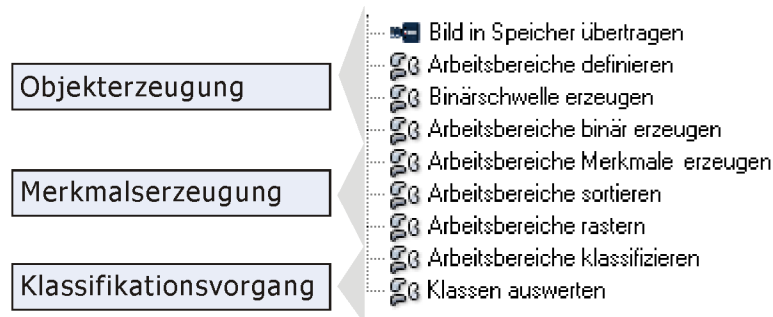 Bild in Speicher übertragen
Arbeitsbereiche definieren
Objekterzeugung
Binärschwelle erzeugen
Arbeitsbereiche binär erzeugen
Arbeitsbereiche Merkmale erzeugen
Merkmalserzeugung
Arbeitsbereiche sortieren
Arbeitsbereiche rastern
Arbeitsbereiche klassifizieren
Klassifikationsvorgang
Klassen auswerten